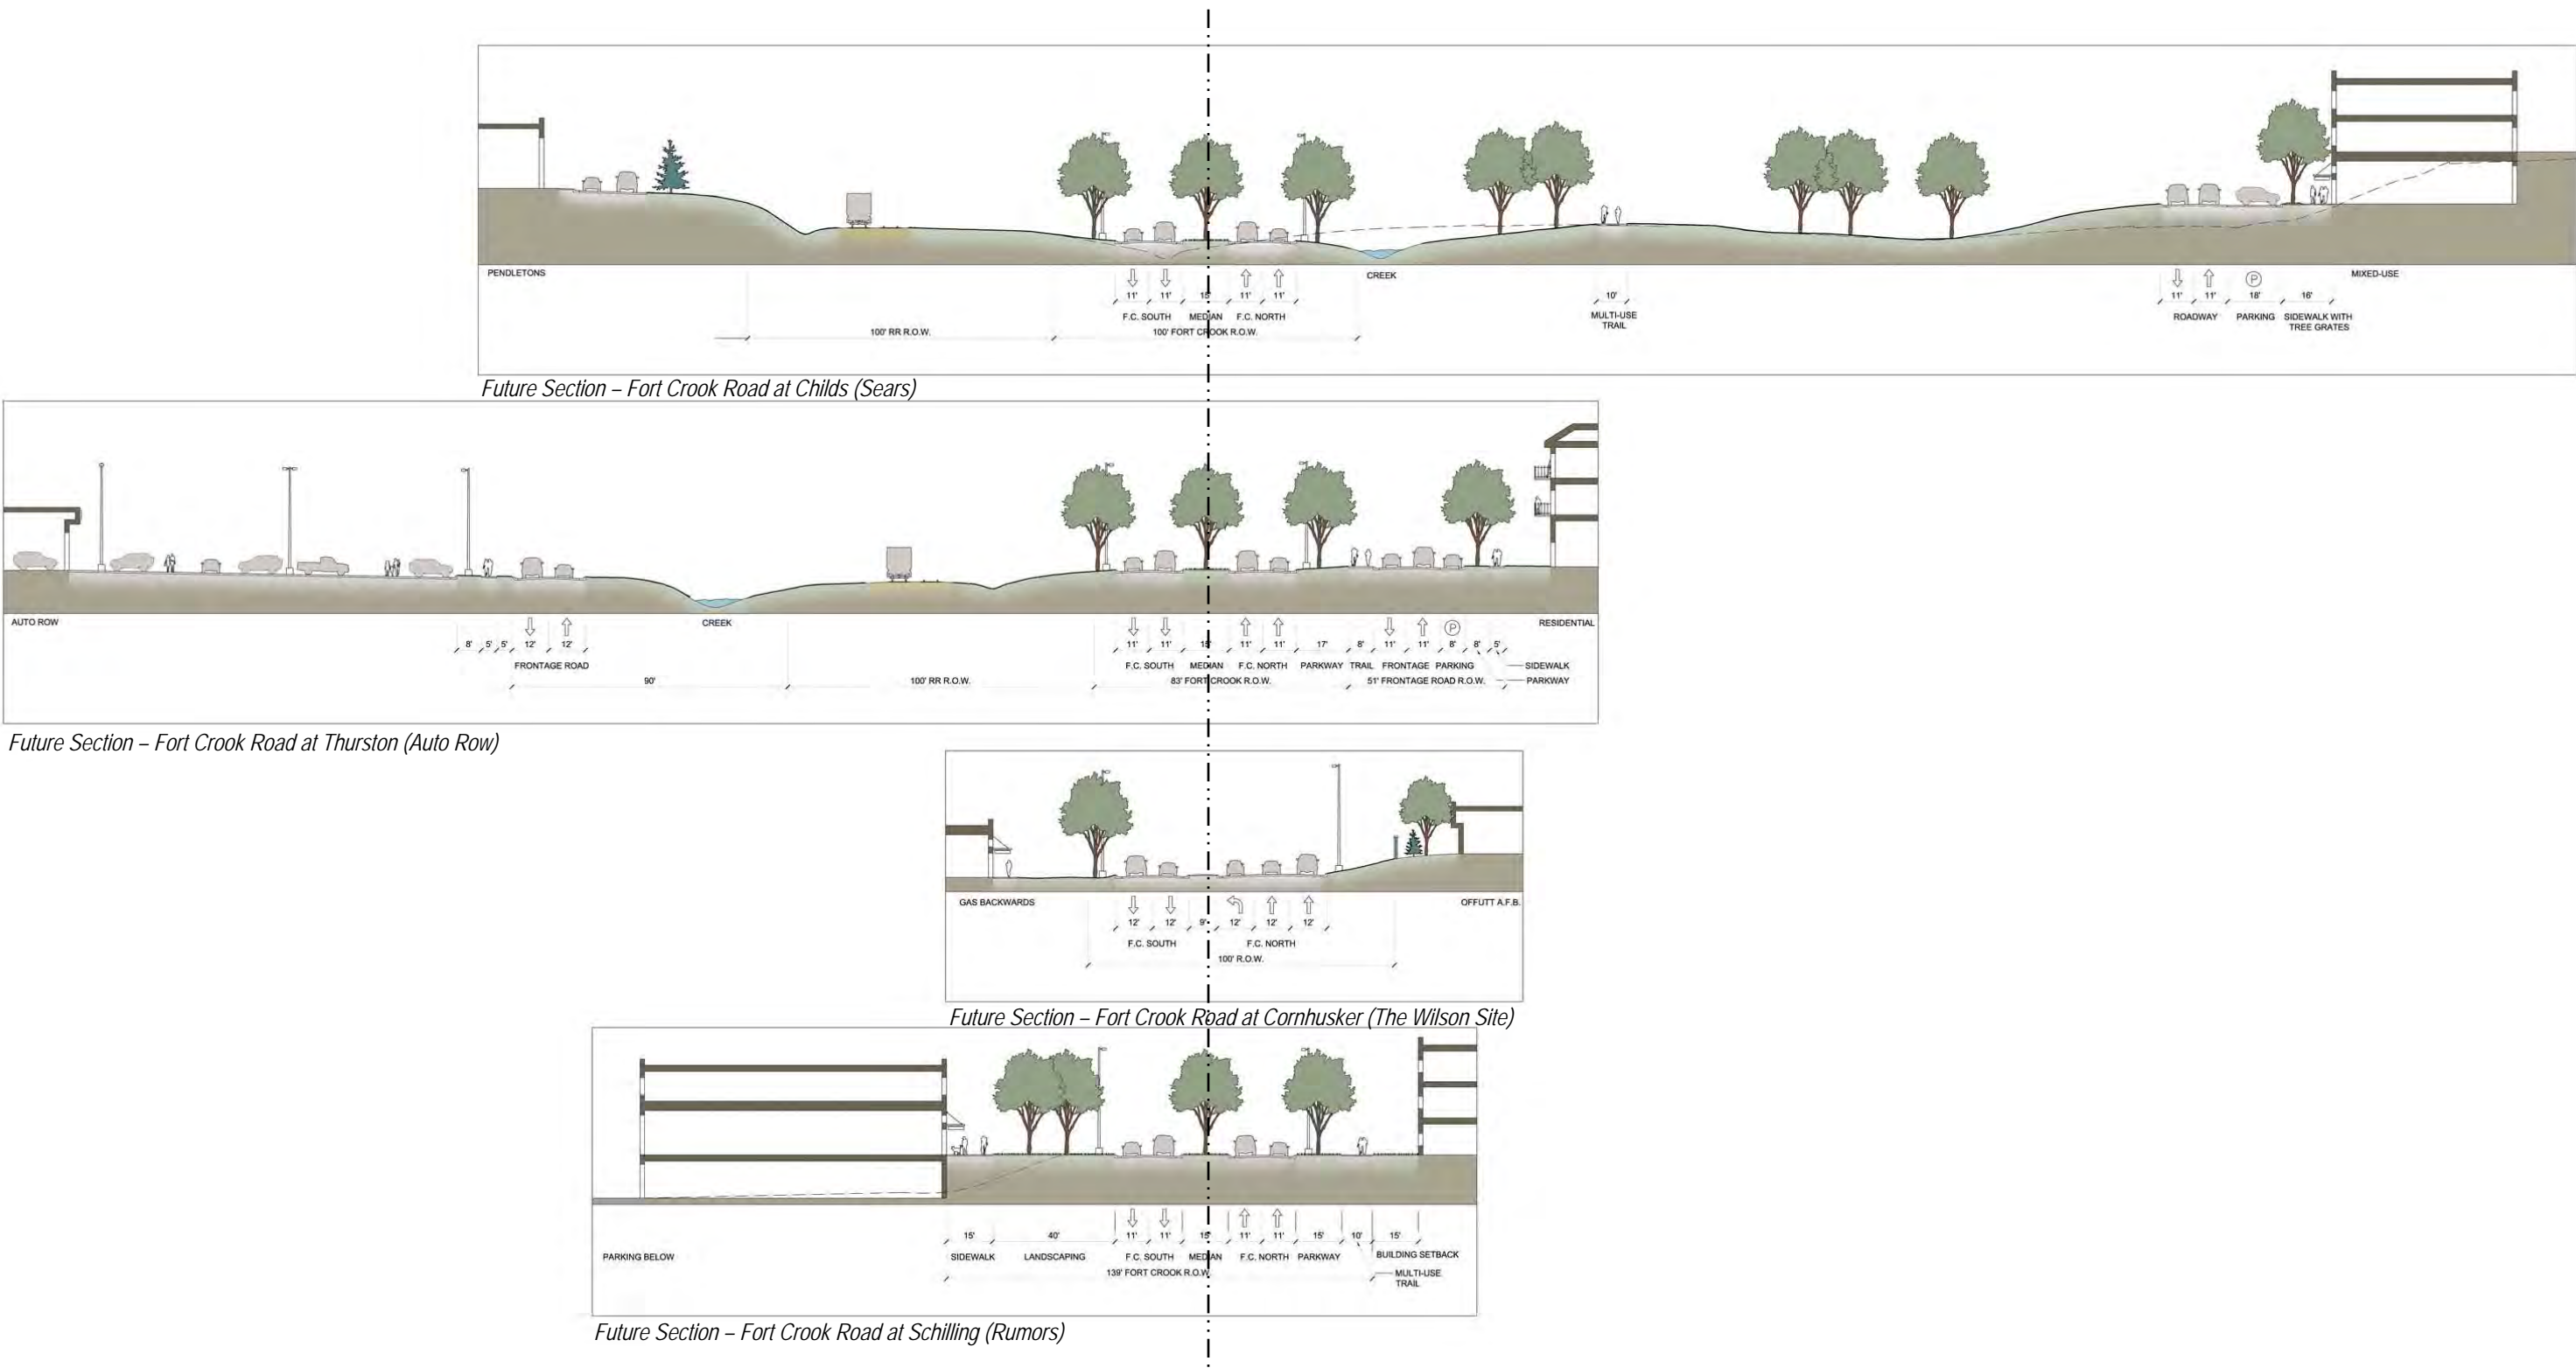 PENDLETONS
CREEK
MIXED-USE
11' 11' 15' 11' 11'
10'
11' 11' 18' 16'
F.C. SOUTH MEDIAN F.C. NORTH
MULTI-USE
TRAIL
ROADWAY PARKING SIDEWALK WITH
TREE GRATES
P
100' RR R.O.W.
100' FORT CROOK R.O.W.
Future Section – Fort Crook Road at Childs (Sears)
AUTO ROW
CREEK
RESIDENTIAL
P
8' 5' 5' 12' 12'
11' 11' 15' 11' 11' 17' 8' 11' 11' 8' 8' 5'
FRONTAGE ROAD
F.C. SOUTH MEDIAN F.C. NORTH PARKWAY TRAIL FRONTAGE PARKING SIDEWALK
90'
100' RR R.O.W.
83' FORT CROOK R.O.W.
51' FRONTAGE ROAD R.O.W.
PARKWAY
Future Section – Fort Crook Road at Thurston (Auto Row)
GAS BACKWARDS
OFFUTT A.F.B.
12' 12' 9' 12' 12' 12'
F.C. SOUTH F.C. NORTH
100' R.O.W.
Future Section – Fort Crook Road at Cornhusker (The Wilson Site)
15' 40' 11' 11' 15' 11' 11' 15' 10' 15'
PARKING BELOW
SIDEWALK LANDSCAPING F.C. SOUTH MEDIAN F.C. NORTH PARKWAY BUILDING SETBACK
139' FORT CROOK R.O.W.
MULTI-USE
TRAIL
Future Section – Fort Crook Road at Schilling (Rumors)